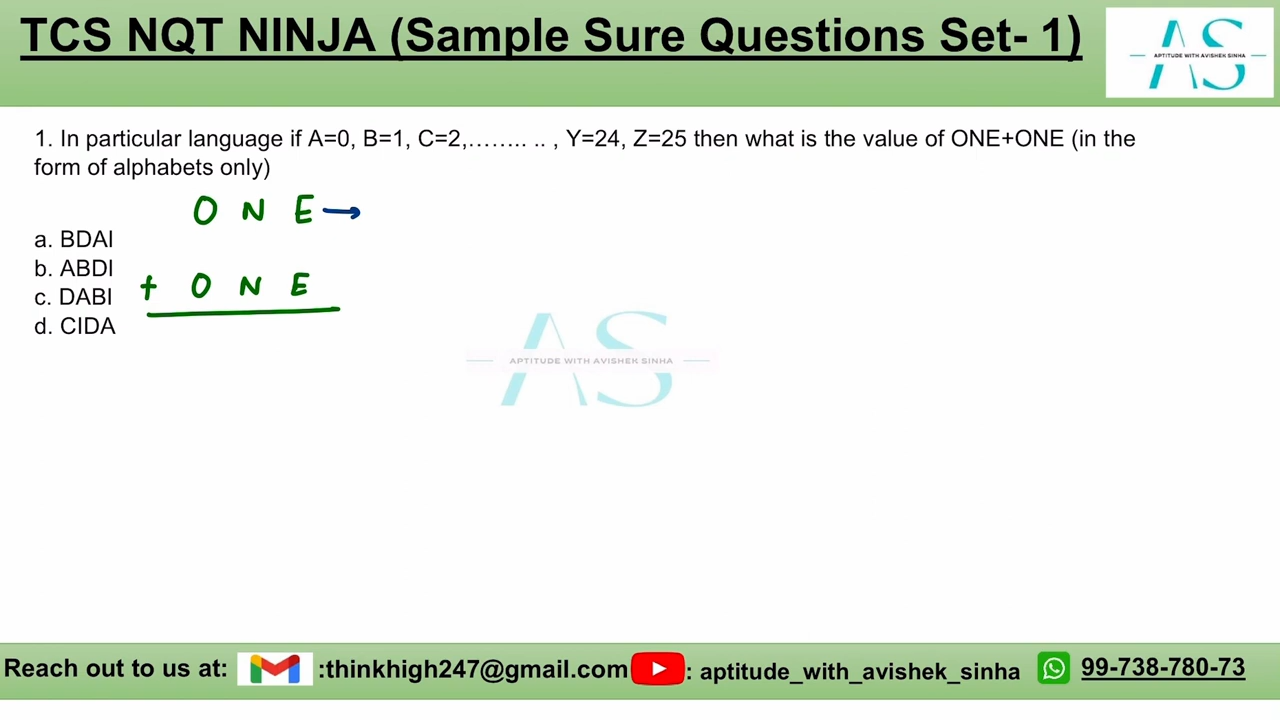 TCS NQT NINJA (Sample Sure Questions Set- 1)
AS
APTITUDE WITH AVISHEK SINHA
1. In particular language if A=0, B=1, C=2,…….. .. , Y=24, Z=25 then what is the value of ONE+ONE (in the
form of alphabets only)
O N E →
a. BDAI
b. ABDI
c. DABI
d. CIDA
+ O N E
AS
APTITUDE WITH AVISHEK SINHA
Reach out to us at: :thinkhigh247@gmail.com : aptitude_with_avishek_sinha 99-738-780-73